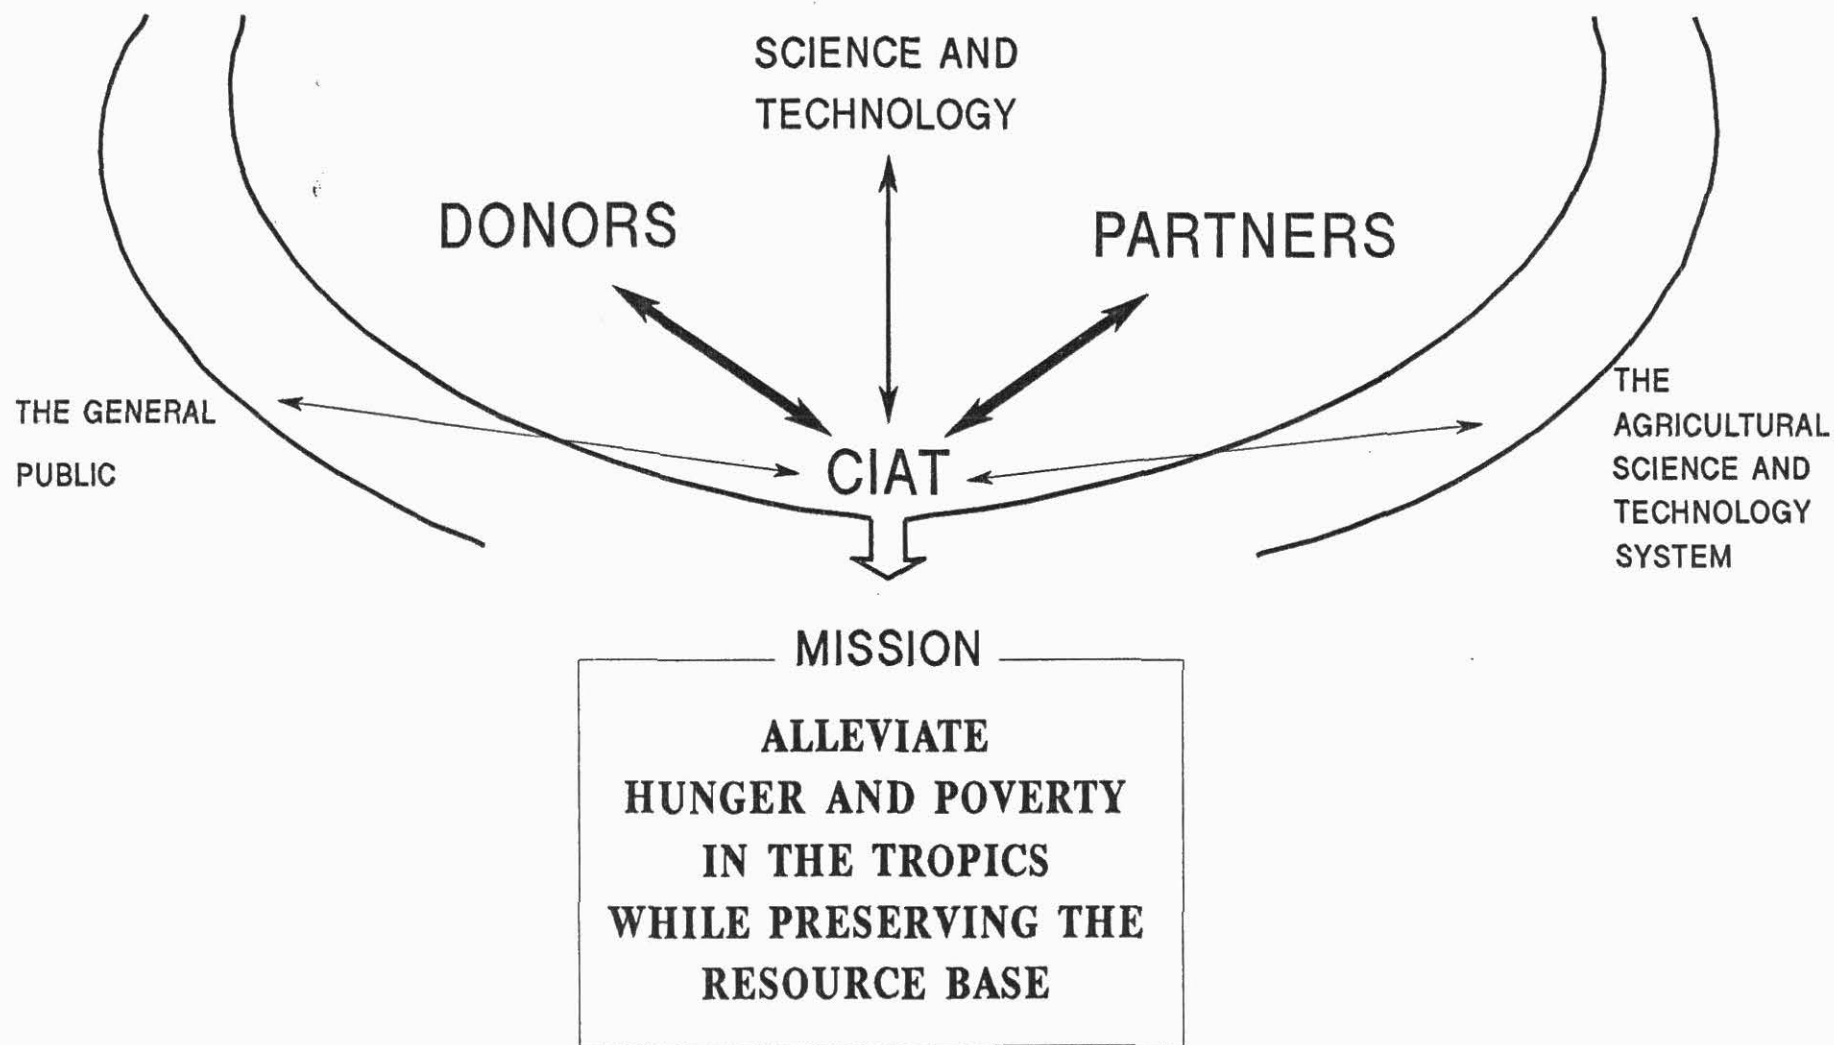 SCIENCE AND
TECHNOLOGY
DONORS
PARTNERS
THE GENERAL
PUBLIC
THE
AGRICULTURAL
SCIENCE AND
TECHNOLOGY
SYSTEM
CIAT
MISSION
ALLEVIATE
HUNGER AND POVERTY
IN THE TROPICS
WHILE PRESERVING THE
RESOURCE BASE